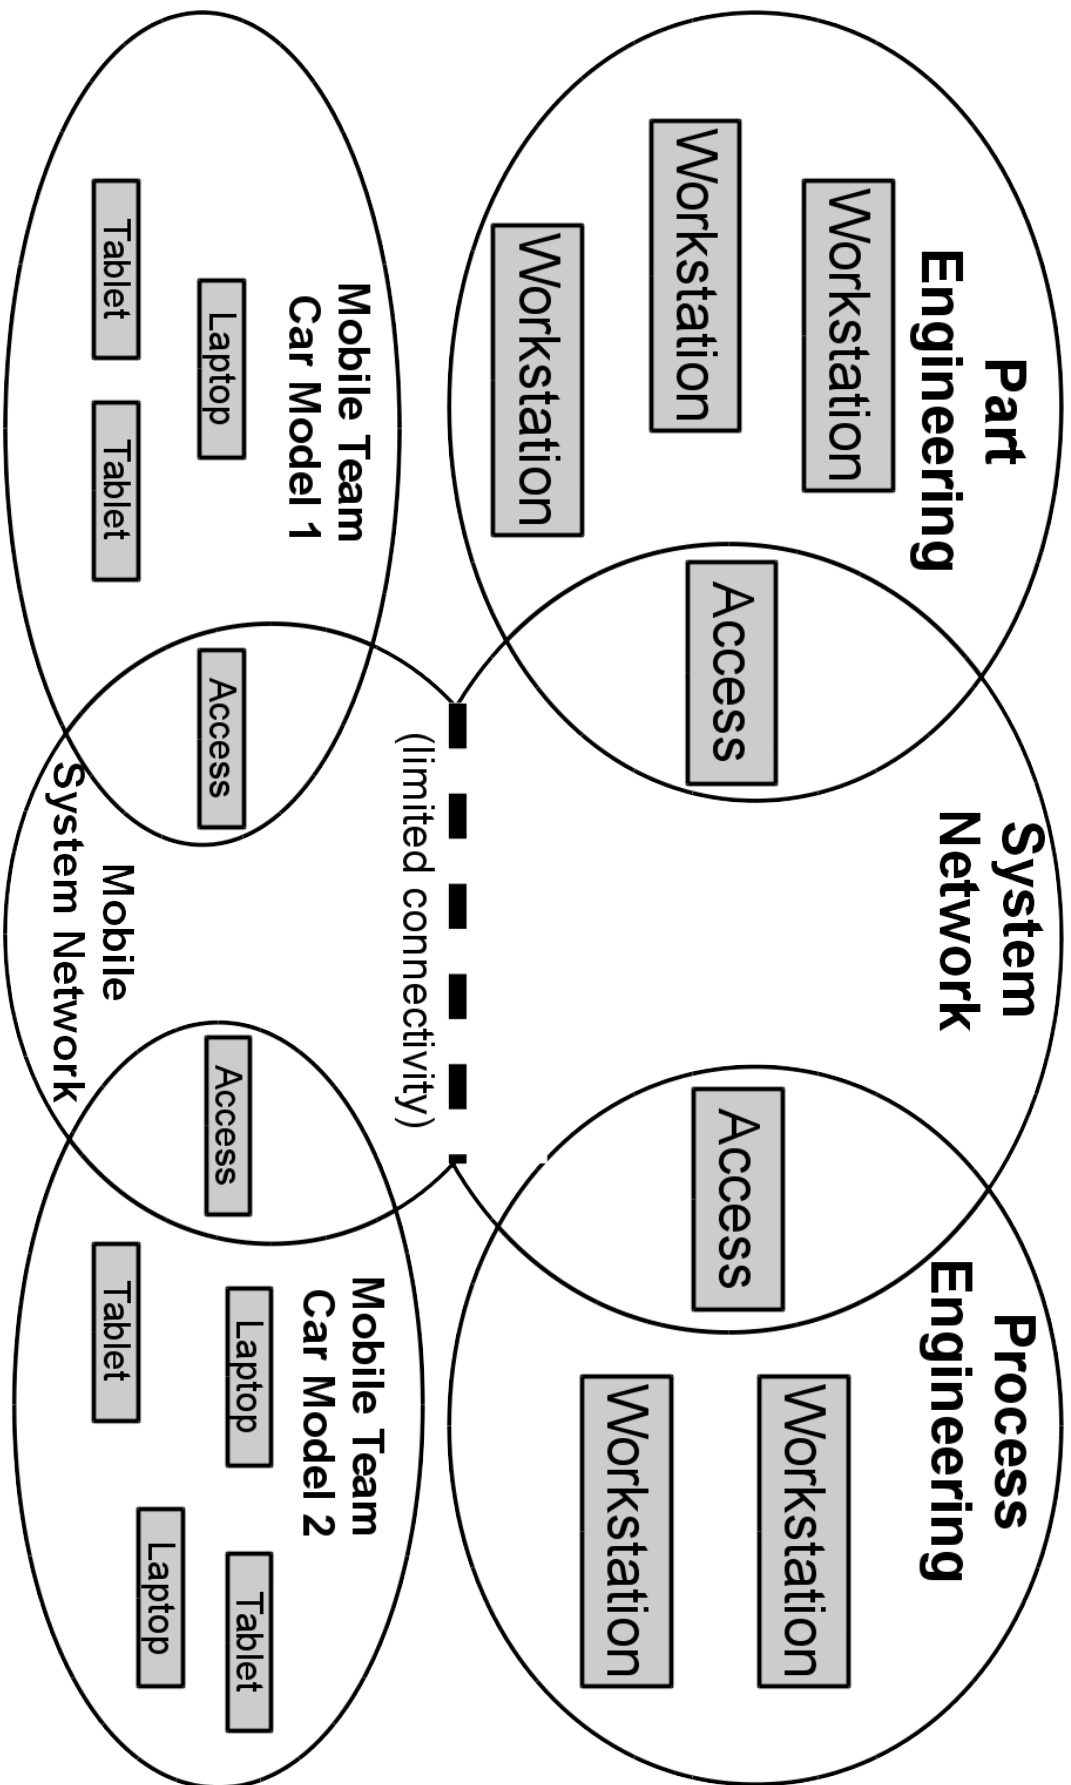 Part
Engineering
Workstation
Workstation
Workstation
Access
System
Network
Access
Process
Engineering
Workstation
Workstation
(limited connectivity)
Mobile Team
Car Model 1
Laptop
Tablet
Tablet
Access
Mobile
System Network
Access
Mobile Team
Car Model 2
Laptop
Tablet
Tablet
Laptop